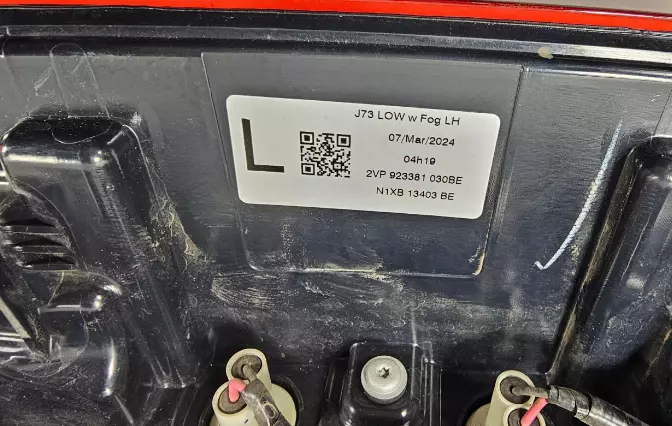 J73 LOW w Fog LH
L
07/Mar/2024
04h19
2VP 923381 030BE
N1XB 13403 BE